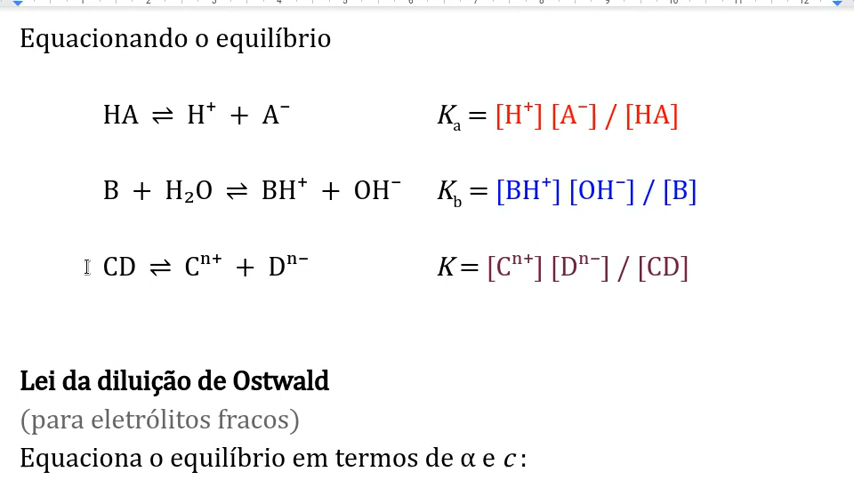 Equacionando o equilíbrio
HA ⇌ H⁺ + A⁻ Kₐ = [H⁺] [A⁻] / [HA]
B + H₂O ⇌ BH⁺ + OH⁻ K_b = [BH⁺] [OH⁻] / [B]
CD ⇌ Cⁿ⁺ + Dⁿ⁻ K = [Cⁿ⁺] [Dⁿ⁻] / [CD]
Lei da diluição de Ostwald
(para eletrólitos fracos)
Equaciona o equilíbrio em termos de α e c :